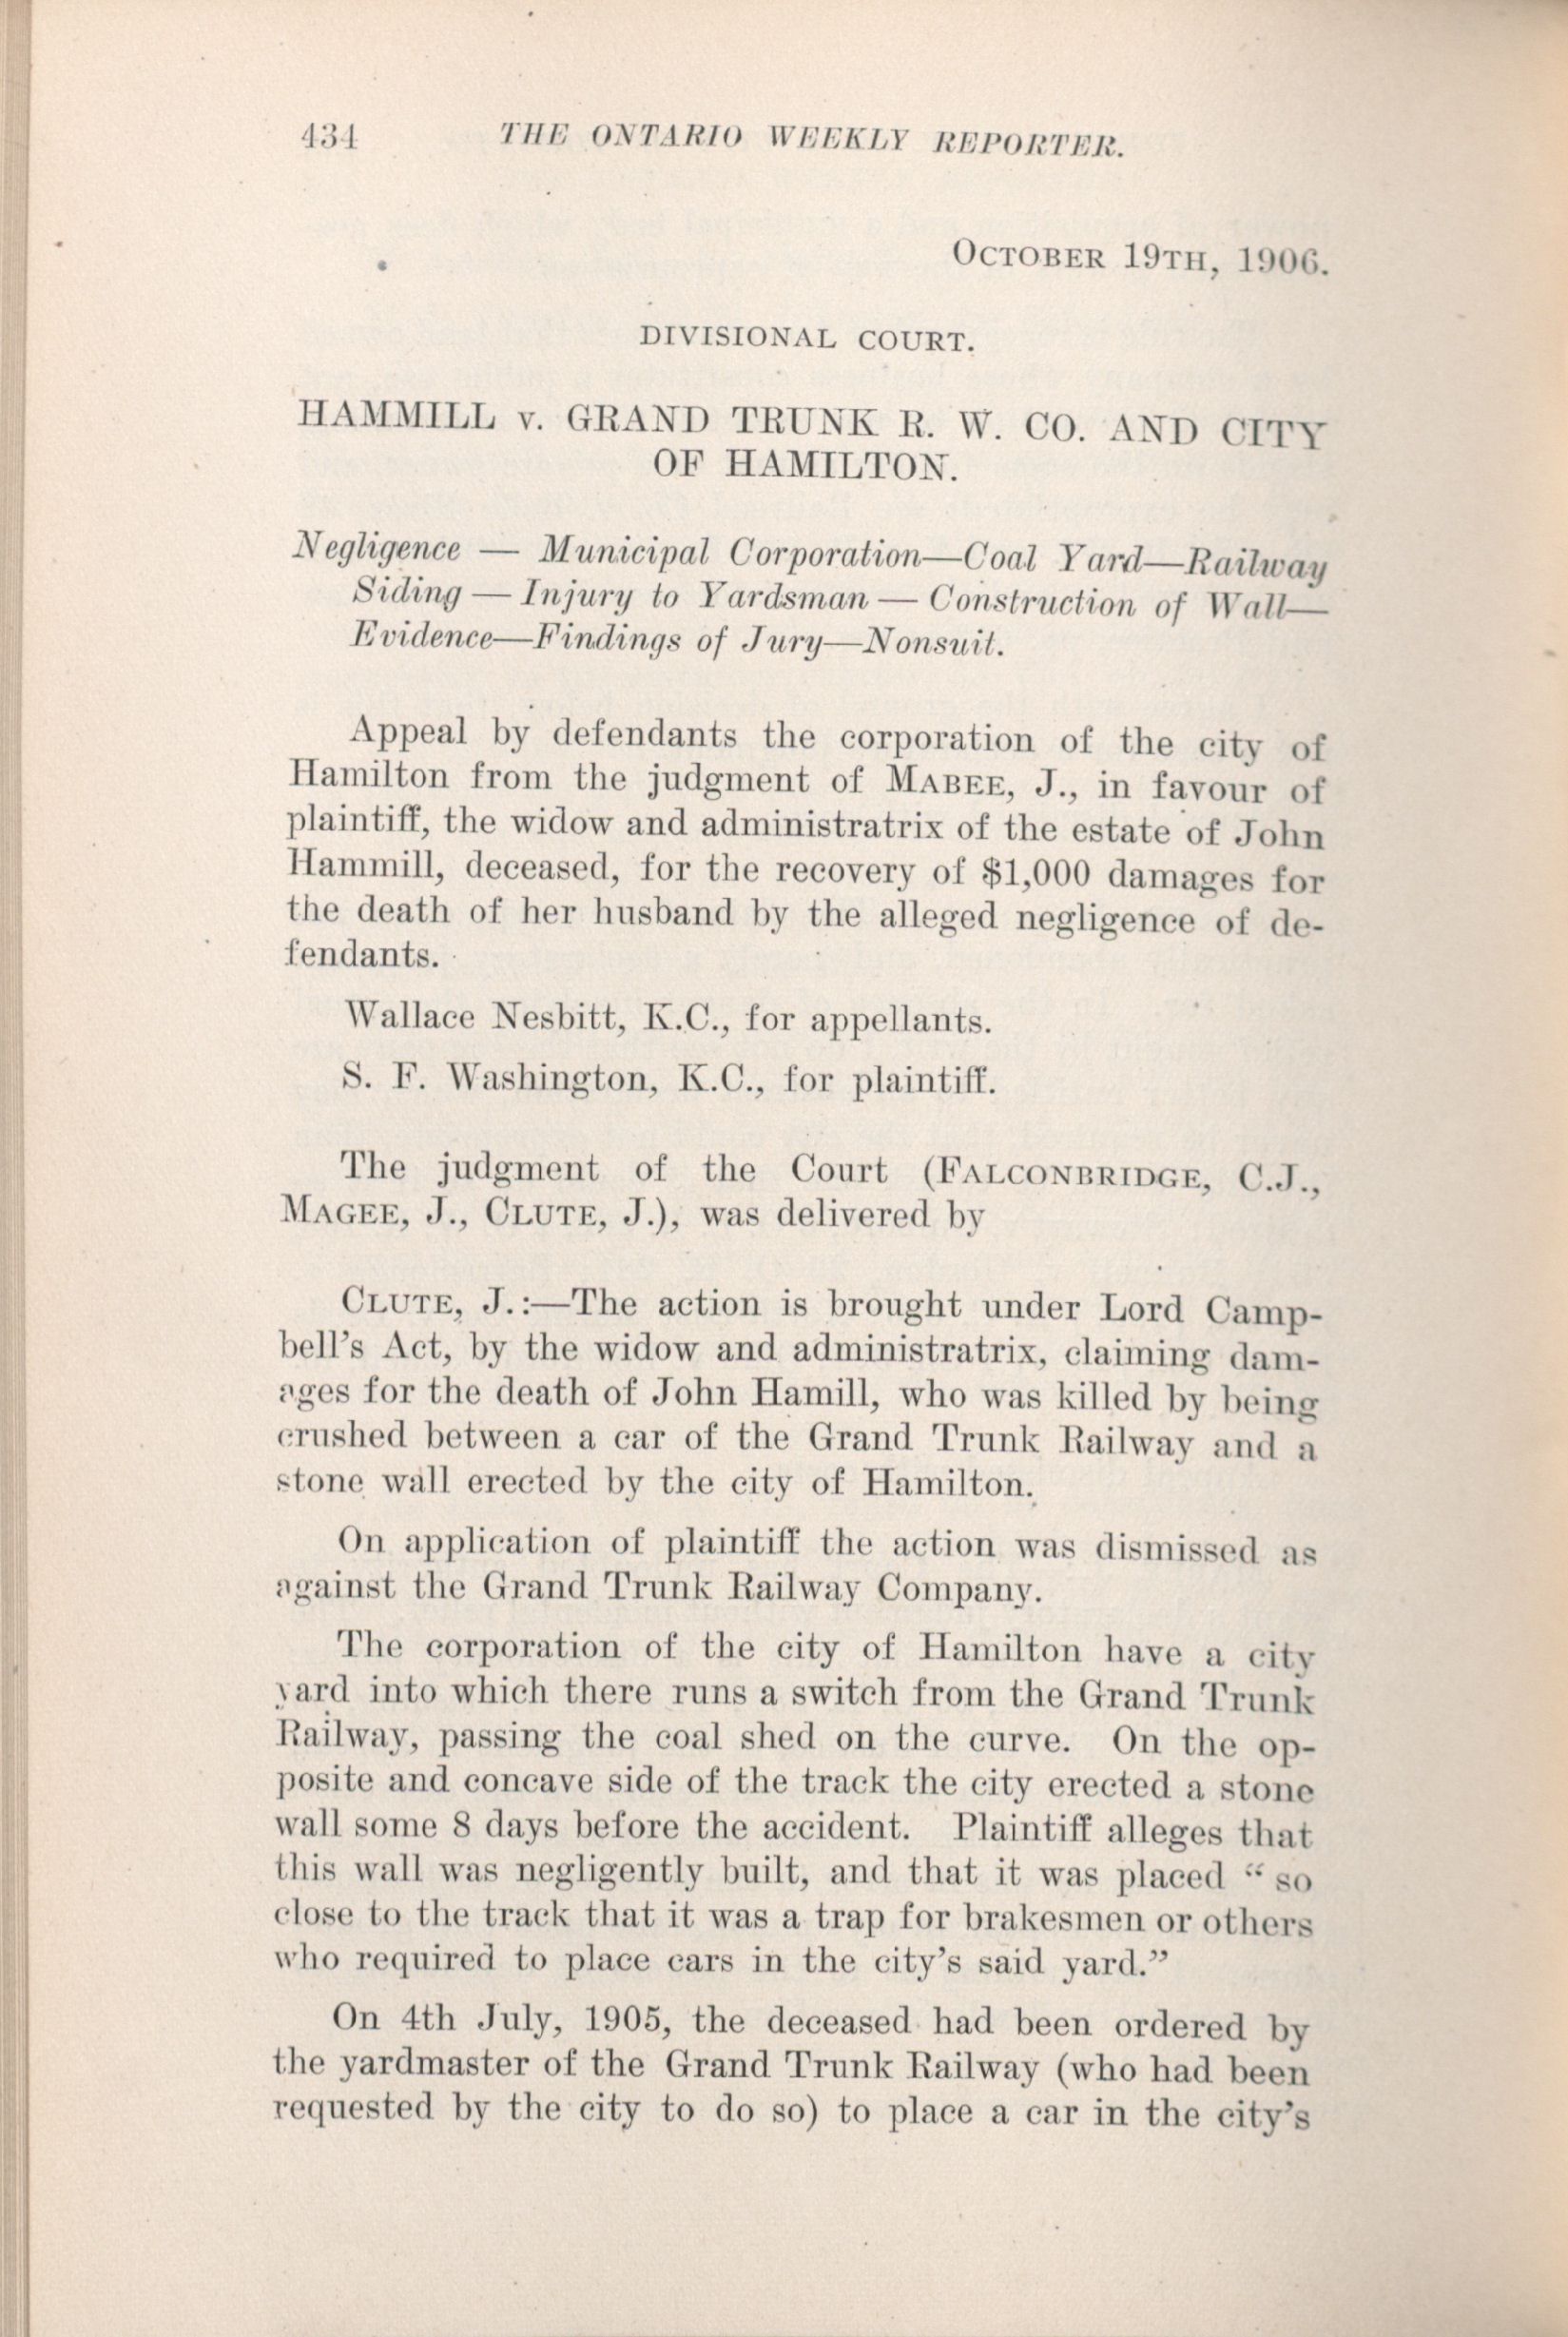 434 THE ONTARIO WEEKLY REPORTER.
OCTOBER 19TH, 1906.
DIVISIONAL COURT.
HAMMILL v. GRAND TRUNK R. W. CO. AND CITY
OF HAMILTON.
Negligence — Municipal Corporation—Coal Yard—Railway
Siding — Injury to Yardsman — Construction of Wall—
Evidence—Findings of Jury—Nonsuit.
Appeal by defendants the corporation of the city of
Hamilton from the judgment of MABEE, J., in favour of
plaintiff, the widow and administratrix of the estate of John
Hammill, deceased, for the recovery of $1,000 damages for
the death of her husband by the alleged negligence of de-
fendants.
Wallace Nesbitt, K.C., for appellants.
S. F. Washington, K.C., for plaintiff.
The judgment of the Court (FALCONBRIDGE, C.J.,
MAGEE, J., CLUTE, J.), was delivered by
CLUTE, J.:—The action is brought under Lord Camp-
bell's Act, by the widow and administratrix, claiming dam-
ages for the death of John Hamill, who was killed by being
crushed between a car of the Grand Trunk Railway and a
stone wall erected by the city of Hamilton.
On application of plaintiff the action was dismissed as
against the Grand Trunk Railway Company.
The corporation of the city of Hamilton have a city
yard into which there runs a switch from the Grand Trunk
Railway, passing the coal shed on the curve. On the op-
posite and concave side of the track the city erected a stone
wall some 8 days before the accident. Plaintiff alleges that
this wall was negligently built, and that it was placed “ so
close to the track that it was a trap for brakesmen or others
who required to place cars in the city's said yard.”
On 4th July, 1905, the deceased had been ordered by
the yardmaster of the Grand Trunk Railway (who had been
requested by the city to do so) to place a car in the city's